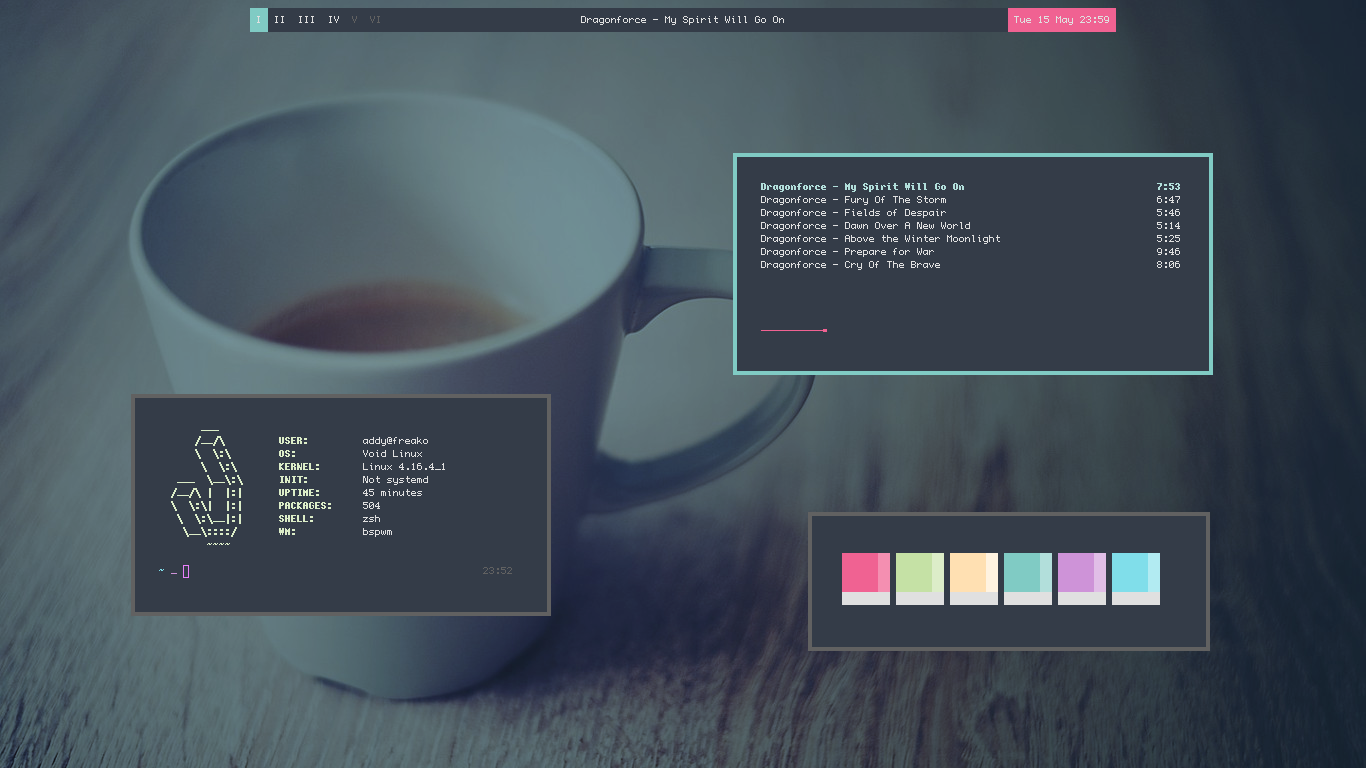 I II III IV V VI Dragonforce - My Spirit Will Go On Tue 15 May 23:59
Dragonforce - My Spirit Will Go On 7:53
Dragonforce - Fury Of The Storm 6:47
Dragonforce - Fields of Despair 5:46
Dragonforce - Dawn Over A New World 5:14
Dragonforce - Above the Winter Moonlight 5:25
Dragonforce - Prepare for War 9:46
Dragonforce - Cry Of The Brave 8:06
USER: addy@freako
OS: Void Linux
KERNEL: Linux 4.16.4_1
INIT: Not systemd
UPTIME: 45 minutes
PACKAGES: 504
SHELL: zsh
WM: bspwm
~ _ 23:52